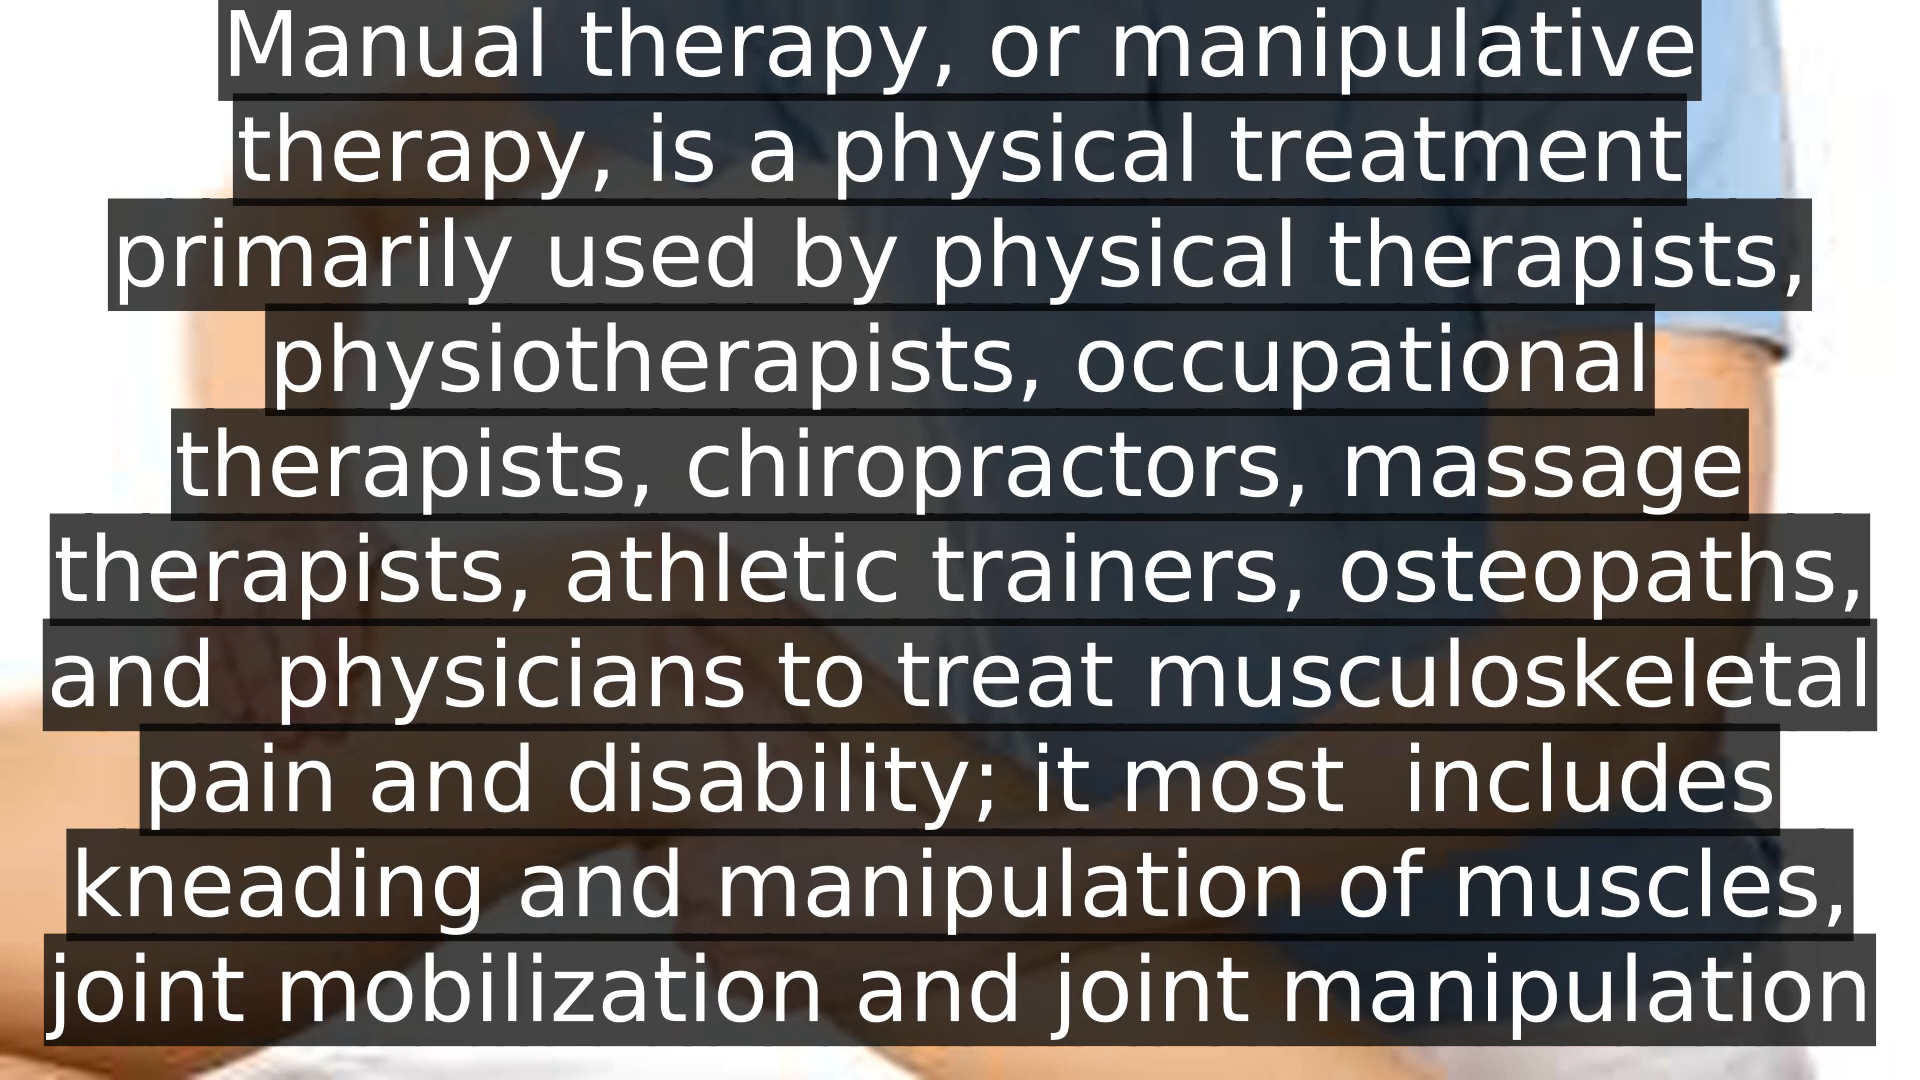 Manual therapy, or manipulative
therapy, is a physical treatment
primarily used by physical therapists,
physiotherapists, occupational
therapists, chiropractors, massage
therapists, athletic trainers, osteopaths,
and  physicians to treat musculoskeletal
pain and disability; it most  includes
kneading and manipulation of muscles,
joint mobilization and joint manipulation